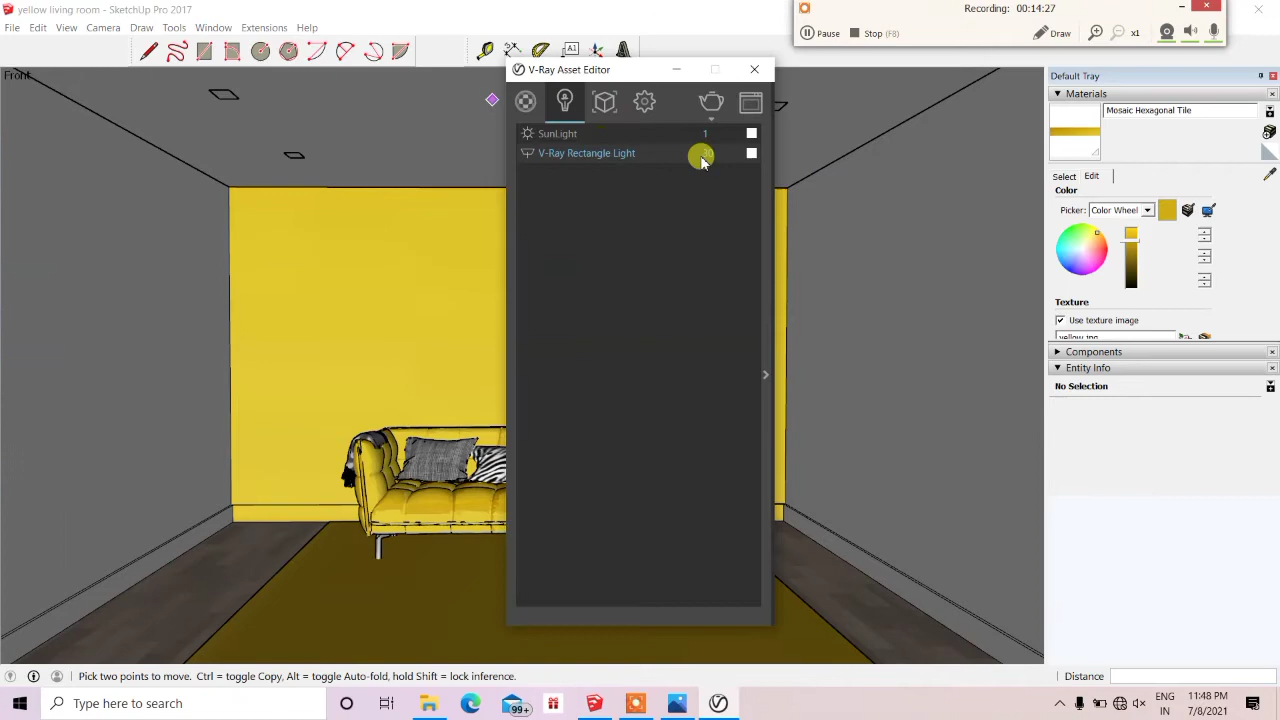 yellow living room - SketchUp Pro 2017
File Edit View Camera Draw Tools Window Extensions Help
Recording: 00:14:27
Pause Stop (F8) Draw x1
Front
V-Ray Asset Editor
SunLight 1
V-Ray Rectangle Light 30
Default Tray
Materials
Mosaic Hexagonal Tile
Select Edit
Color
Picker: Color Wheel
Texture
Use texture image
yellow.jpg
Components
Entity Info
No Selection
Pick two points to move. Ctrl = toggle Copy, Alt = toggle Auto-fold, hold Shift = lock inference.
Distance
Type here to search
99+
ENG
IN
11:48 PM
7/8/2021